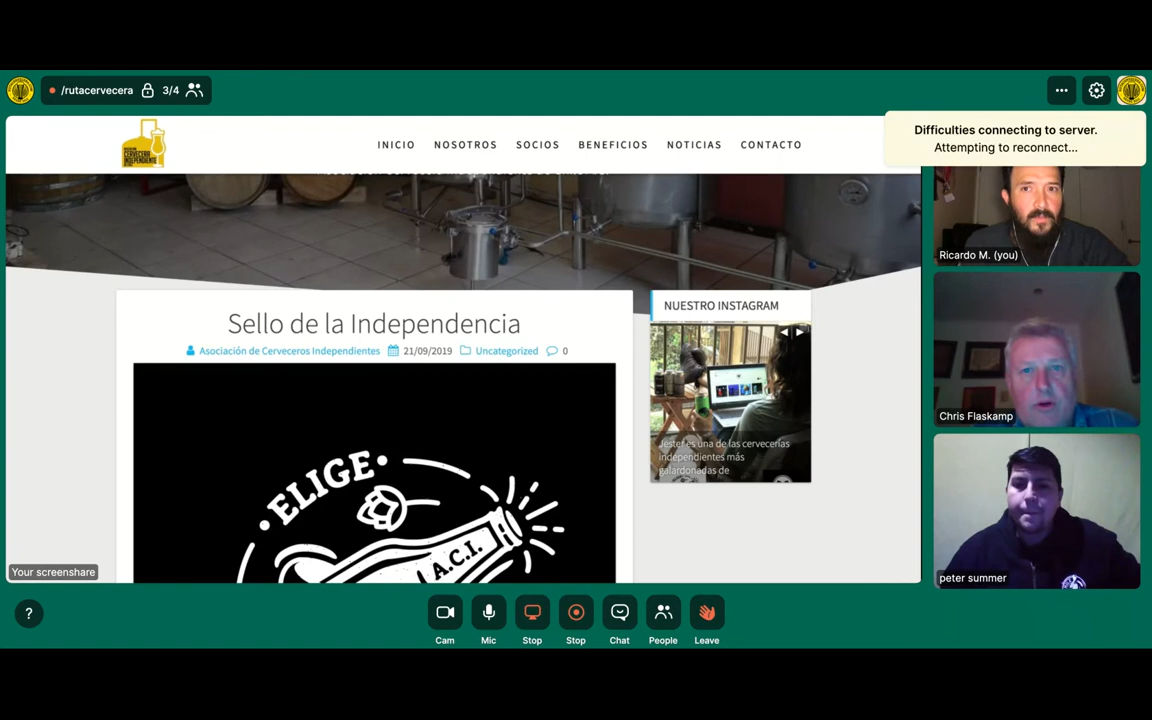 /rutacervecera
3/4
Difficulties connecting to server.
Attempting to reconnect...
INICIO NOSOTROS SOCIOS BENEFICIOS NOTICIAS CONTACTO
CERVECERA
INDEPENDIENTE
Ricardo M. (you)
Sello de la Independencia
Asociación de Cerveceros Independientes 21/09/2019 Uncategorized 0
NUESTRO INSTAGRAM
Jester es una de las cervecerías
independientes más
galardonadas de
Chris Flaskamp
•ELIGE•
A.C.I.
Your screenshare
peter summer
?
Cam Mic Stop Stop Chat People Leave